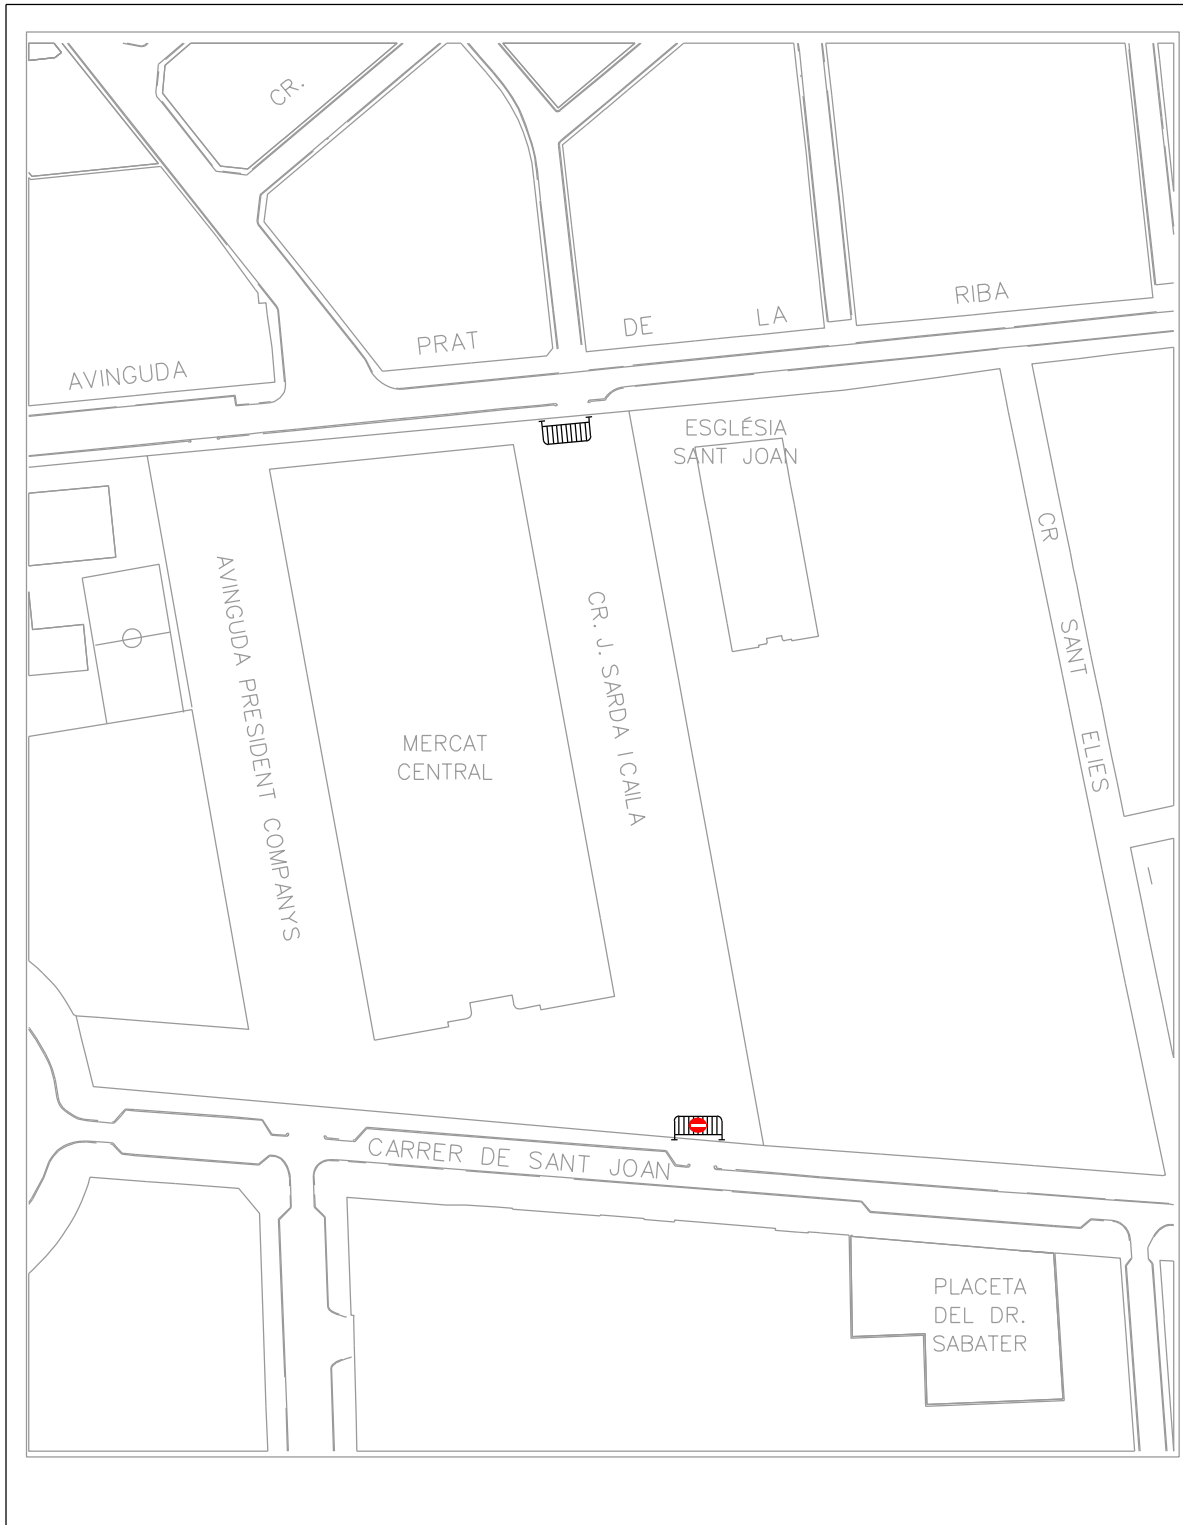 CR.
RIBA
LA
DE
PRAT
AVINGUDA
ESGLÉSIA
SANT JOAN
CR SANT ELIES
AVINGUDA PRESIDENT COMPANYS
CR. J. SARDA I CAILA
MERCAT
CENTRAL
CARRER DE SANT JOAN
PLACETA
DEL DR.
SABATER